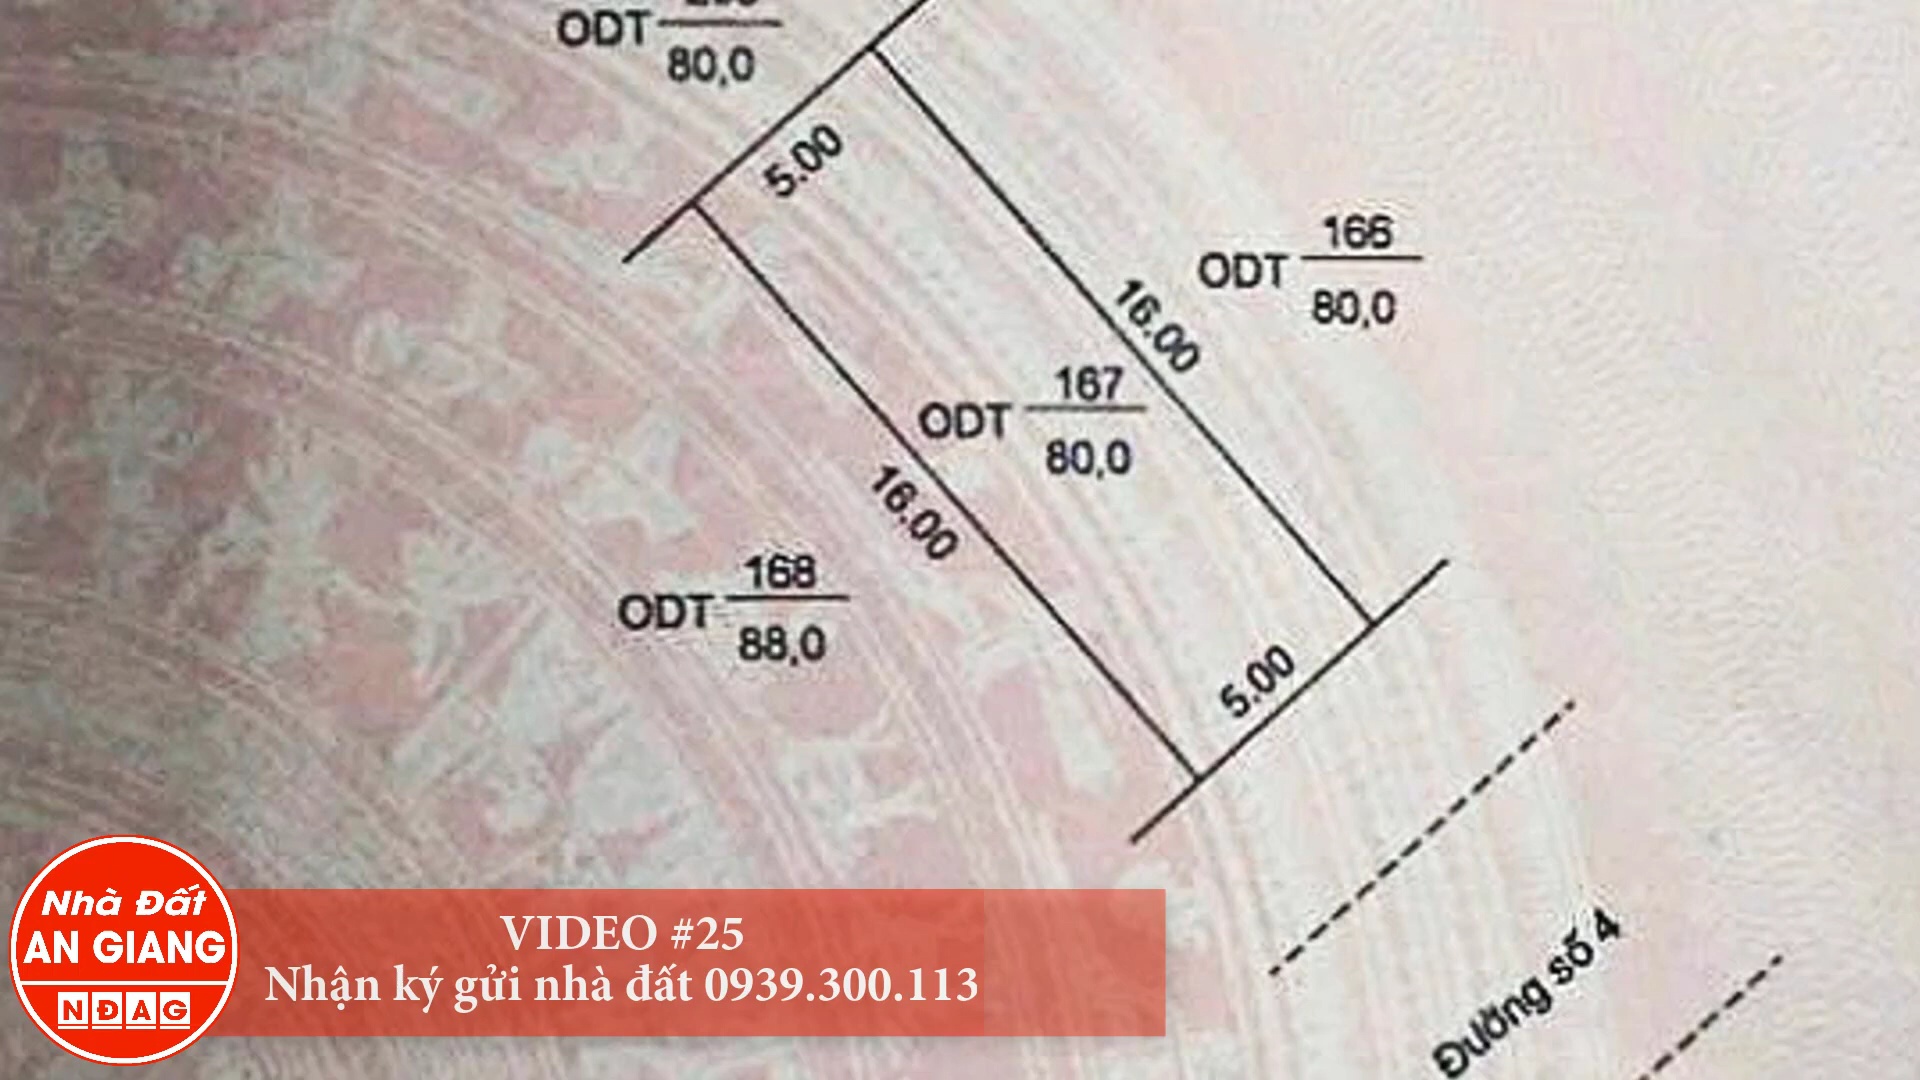 ODT
80,0
5.00
166
ODT
80,0
16.00
167
ODT
80,0
16.00
168
ODT
88,0
5.00
Đường số 4
Nhà Đất
AN GIANG
NĐAG
VIDEO #25
Nhận ký gửi nhà đất 0939.300.113